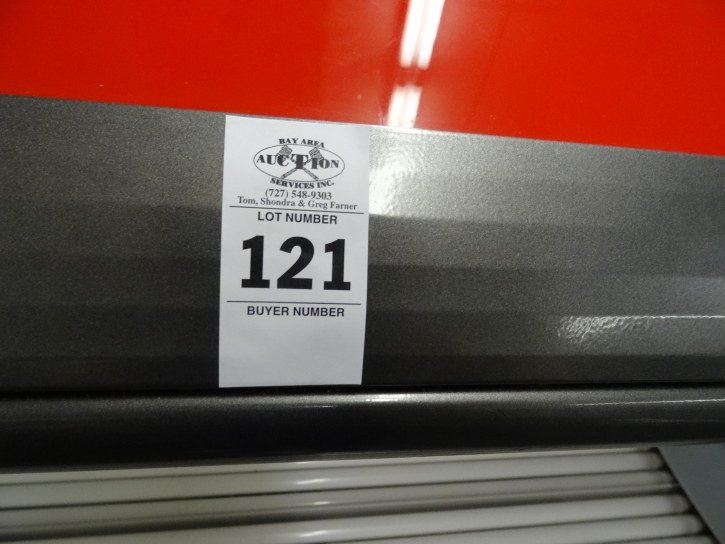 BAY AREA
AUCTION
SERVICES INC.
(727) 548-9303
Tom, Shondra & Greg Farner
LOT NUMBER
121
BUYER NUMBER